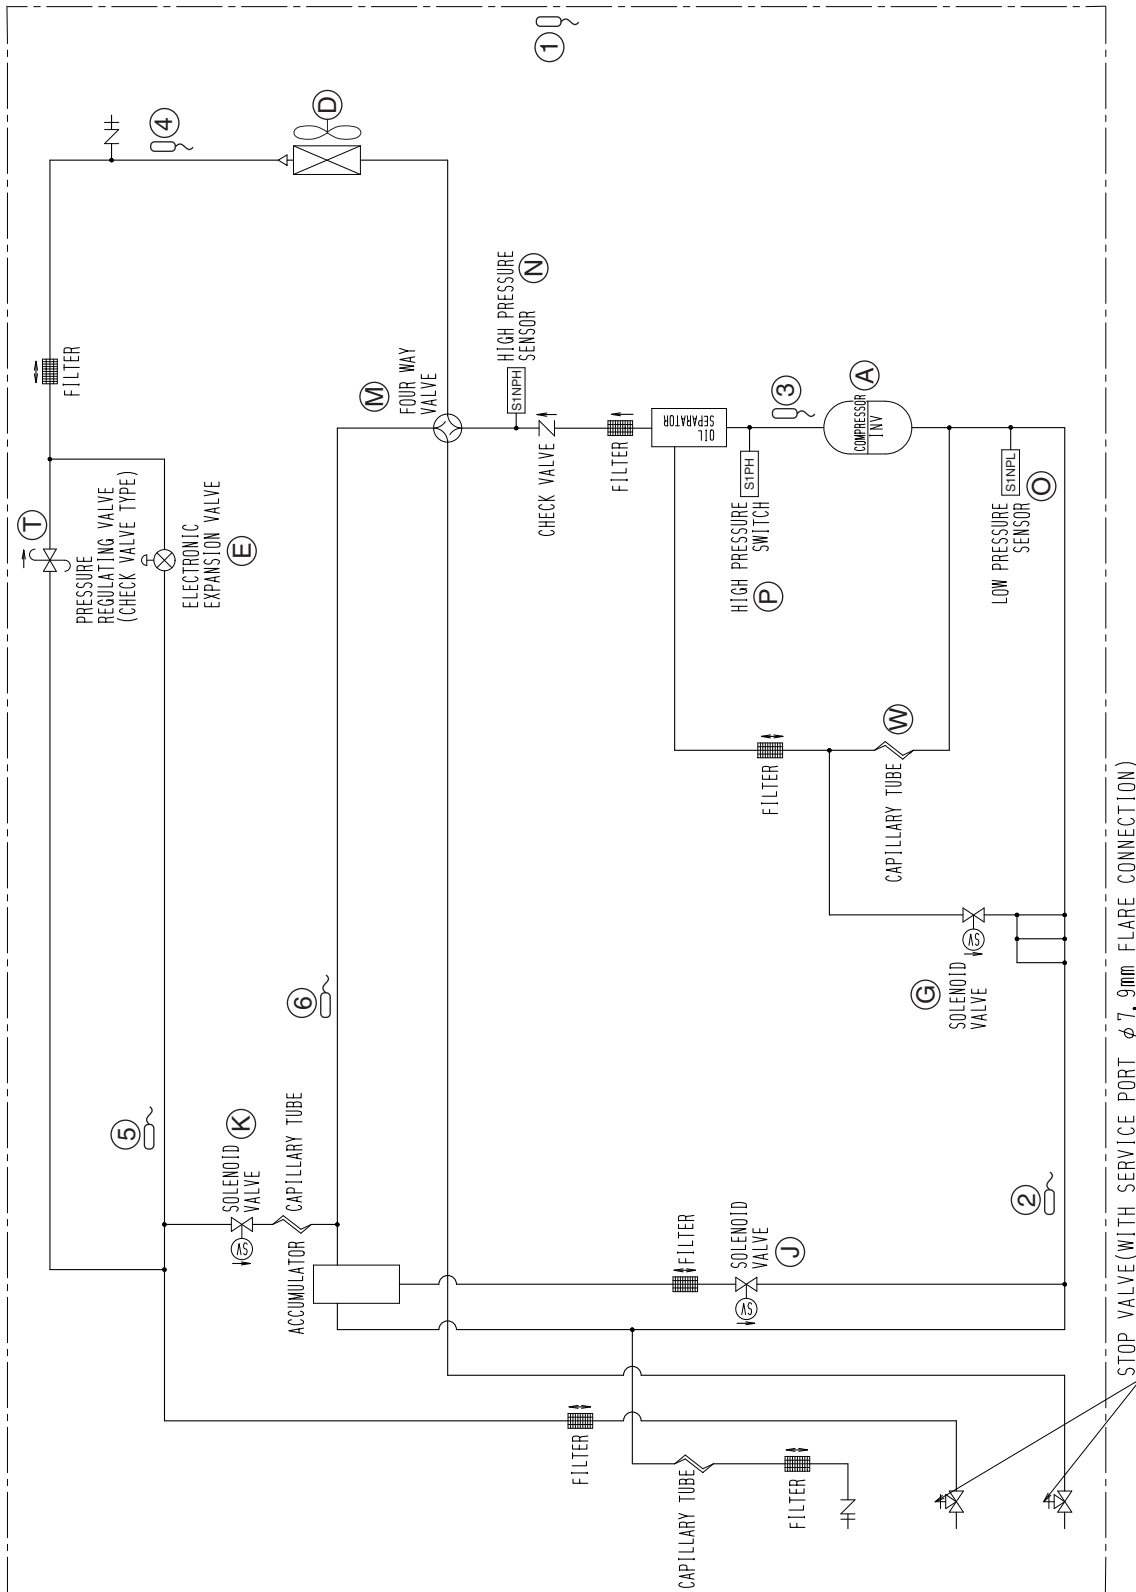 T
FILTER
PRESSURE
REGULATING VALVE
(CHECK VALVE TYPE)
5
4
ELECTRONIC
EXPANSION VALVE
E
SOLENOID
VALVE
K
SV
CAPILLARY TUBE
ACCUMULATOR
6
D
M
FOUR WAY
VALVE
HIGH PRESSURE
SENSOR
N
S1NPH
1
CHECK VALVE
FILTER
FILTER
OIL
SEPARATOR
FILTER
CAPILLARY TUBE
SOLENOID
VALVE
J
SV
HIGH PRESSURE
SWITCH
P
S1PH
3
FILTER
FILTER
COMPRESSOR
INV
A
CAPILLARY TUBE
W
G
SOLENOID
VALVE
SV
LOW PRESSURE
SENSOR
O
S1NPL
2
STOP VALVE(WITH SERVICE PORT φ7.9mm FLARE CONNECTION)